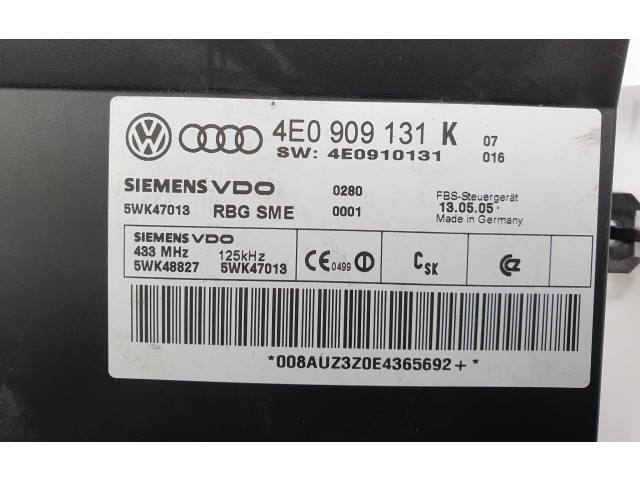 4E0 909 131 K 07
SW: 4E0910131 016
SIEMENS VDO 0280 FBS-Steuergerät
5WK47013 RBG SME 0001 13.05.05
Made in Germany
SIEMENS VDO
433 MHz 125kHz
5WK48827 5WK47013
CE 0499
CSK
*008AUZ3Z0E4365692+*